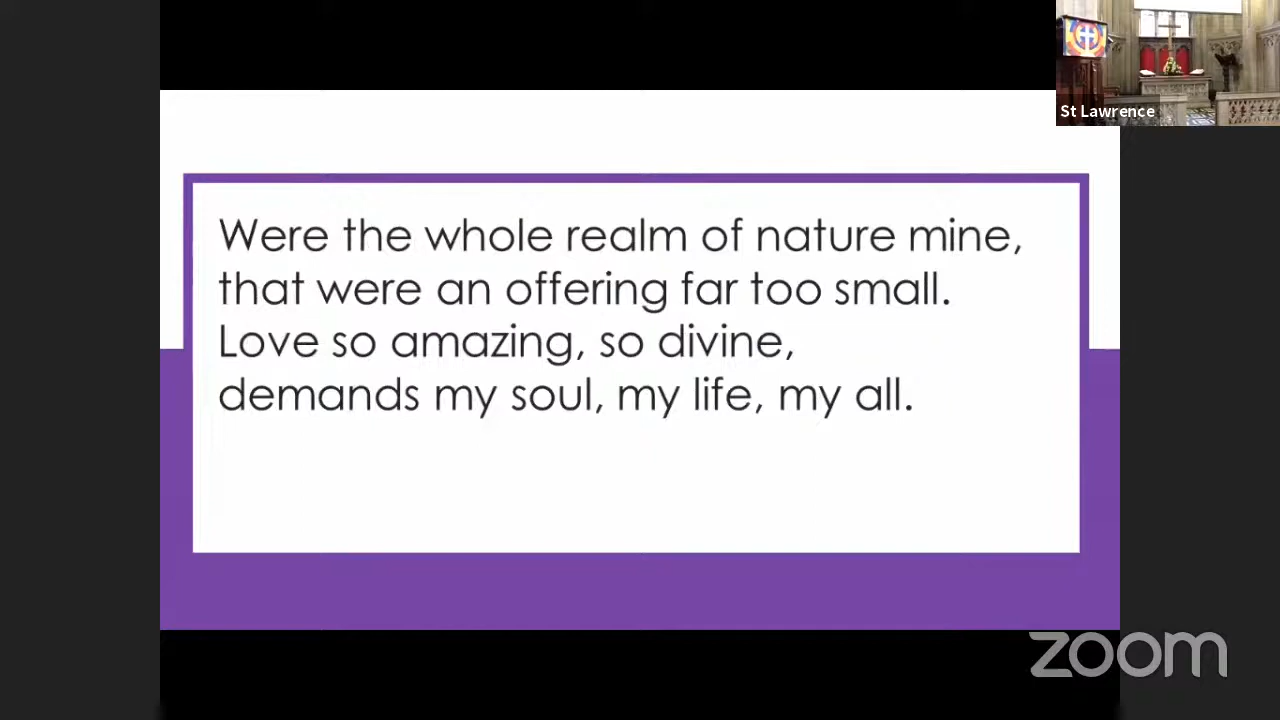 St Lawrence
Were the whole realm of nature mine,
that were an offering far too small.
Love so amazing, so divine,
demands my soul, my life, my all.
zoom